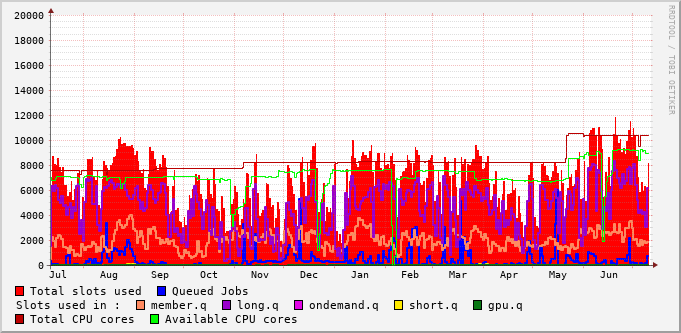 20000
18000
16000
14000
12000
10000
8000
6000
4000
2000
0
Jul Aug Sep Oct Nov Dec Jan Feb Mar Apr May Jun
Total slots used Queued Jobs
Slots used in : member.q long.q ondemand.q short.q gpu.q
Total CPU cores Available CPU cores
RRDTOOL / TOBI OETIKER